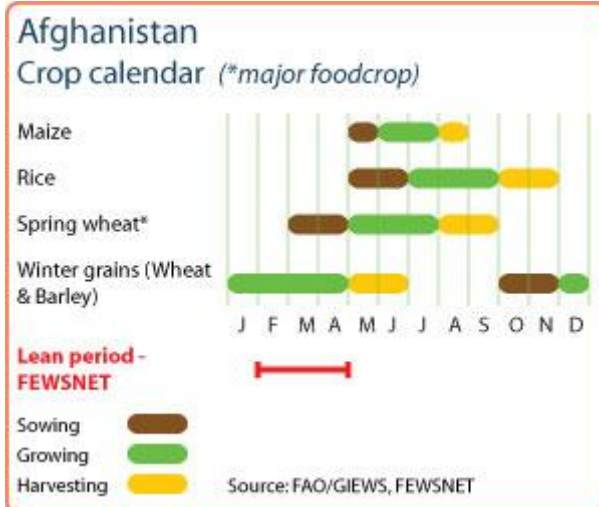 Afghanistan
Crop calendar (*major foodcrop)
Maize
Rice
Spring wheat*
Winter grains (Wheat
& Barley)
J F M A M J J A S O N D
Lean period -
FEWSNET
Sowing
Growing
Harvesting
Source: FAO/GIEWS, FEWSNET